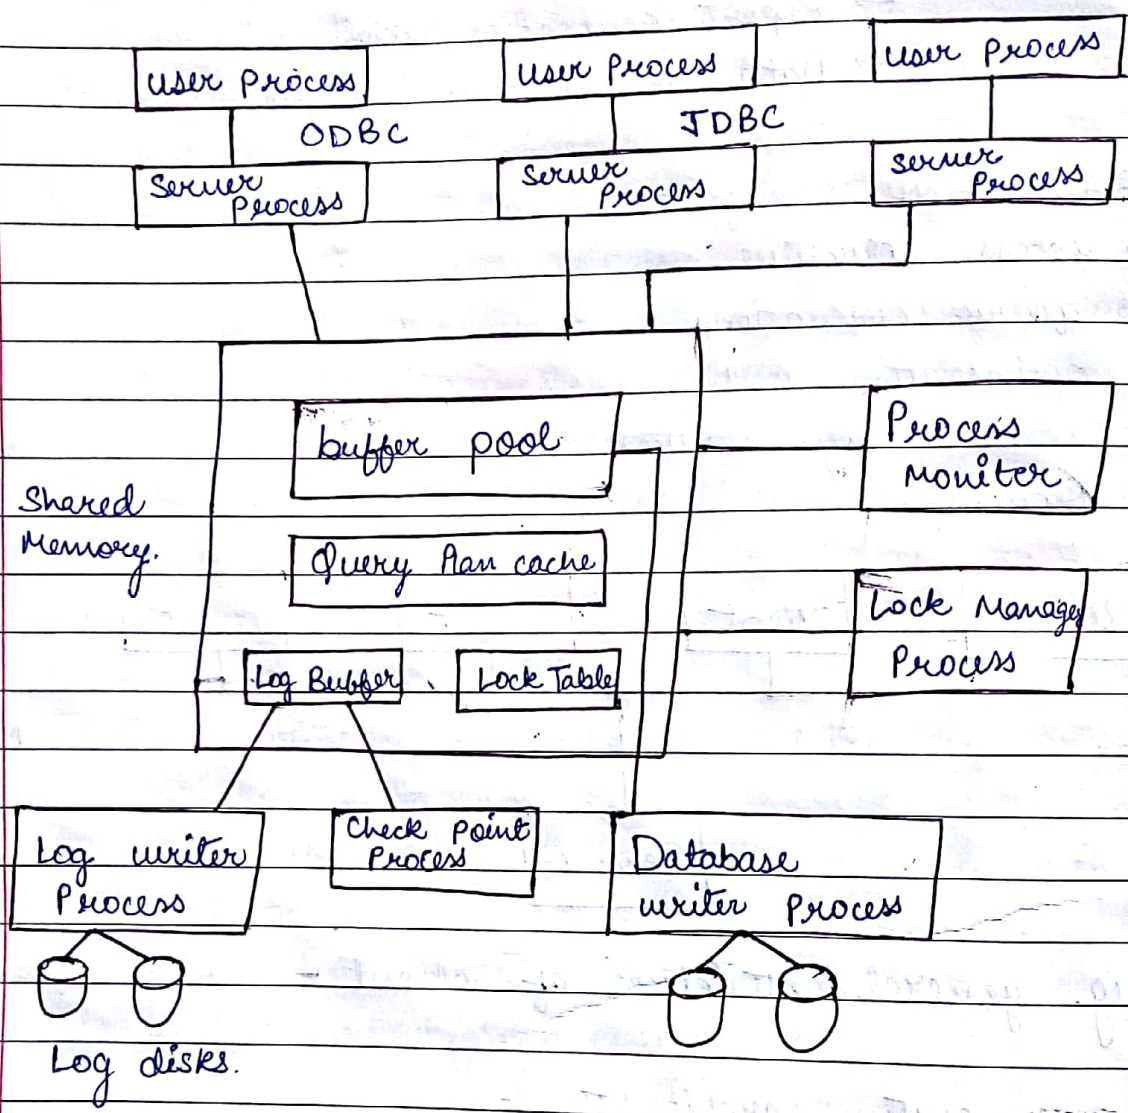 User Process
User Process
User Process
ODBC
JDBC
Server
Process
Server
Process
Server
Process
buffer pool
Process
Moniter
Shared
Memory.
Query Plan cache
Lock Manager
Process
Log Buffer
Lock Table
Log writer
Process
Check Point
Process
Database
writer Process
Log disks.